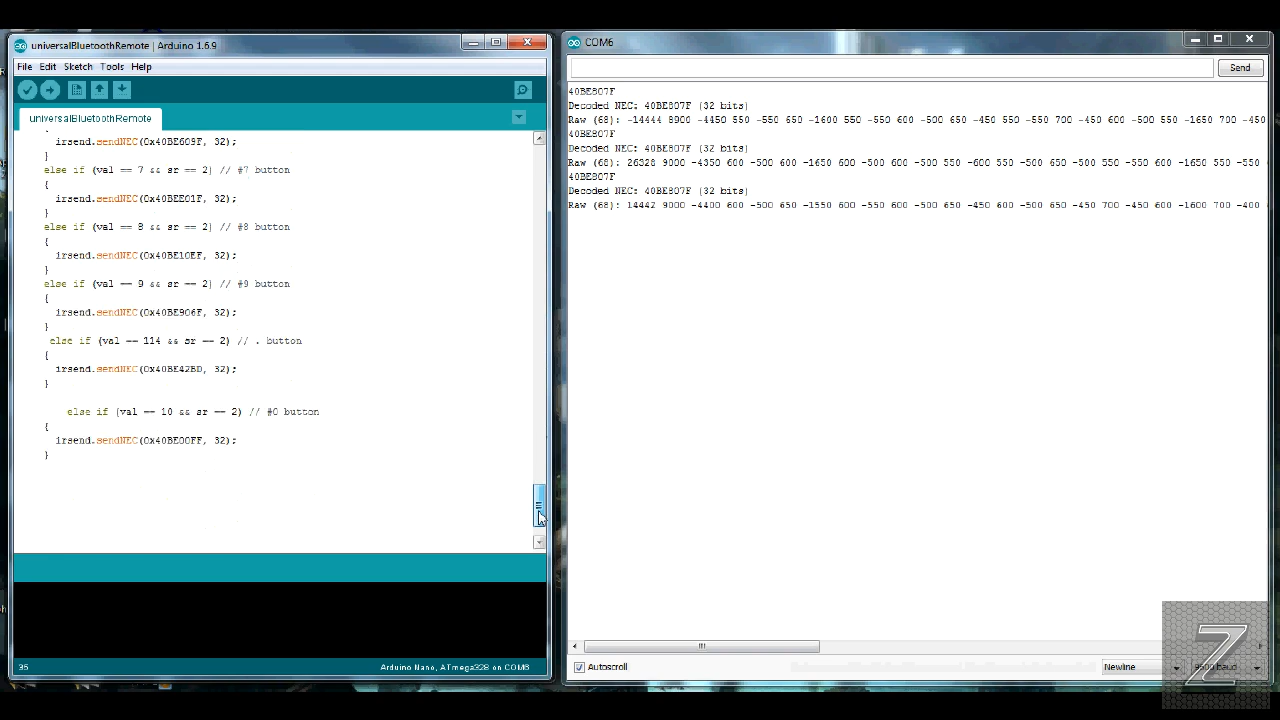 universalBluetoothRemote | Arduino 1.6.9
File Edit Sketch Tools Help
universalBluetoothRemote
irsend.sendNEC(0x40BE609F, 32);
}
else if (val == 7 && sr == 2) // #7 button
{
irsend.sendNEC(0x40BEE01F, 32);
}
else if (val == 8 && sr == 2) // #8 button
{
irsend.sendNEC(0x40BE10EF, 32);
}
else if (val == 9 && sr == 2) // #9 button
{
irsend.sendNEC(0x40BE906F, 32);
}
else if (val == 114 && sr == 2) // . button
{
irsend.sendNEC(0x40BE42BD, 32);
}
else if (val == 10 && sr == 2) // #0 button
{
irsend.sendNEC(0x40BE00FF, 32);
}
35
Arduino Nano, ATmega328 on COM6
COM6
Send
40BE807F
Decoded NEC: 40BE807F (32 bits)
Raw (68): -14444 8900 -4450 550 -550 650 -1600 550 -550 600 -500 650 -450 550 -550 700 -450 600 -500 550 -1650 700 -450
40BE807F
Decoded NEC: 40BE807F (32 bits)
Raw (68): 26328 9000 -4350 600 -500 600 -1650 600 -500 600 -500 550 -550 600 -500 550 -550 550 -550 600 -1650 550 -550
40BE807F
Decoded NEC: 40BE807F (32 bits)
Raw (68): 14442 9000 -4400 600 -500 650 -1550 600 -550 600 -500 650 -450 600 -500 650 -450 700 -450 600 -1600 700 -400
Autoscroll
Newline
9600 baud
Z